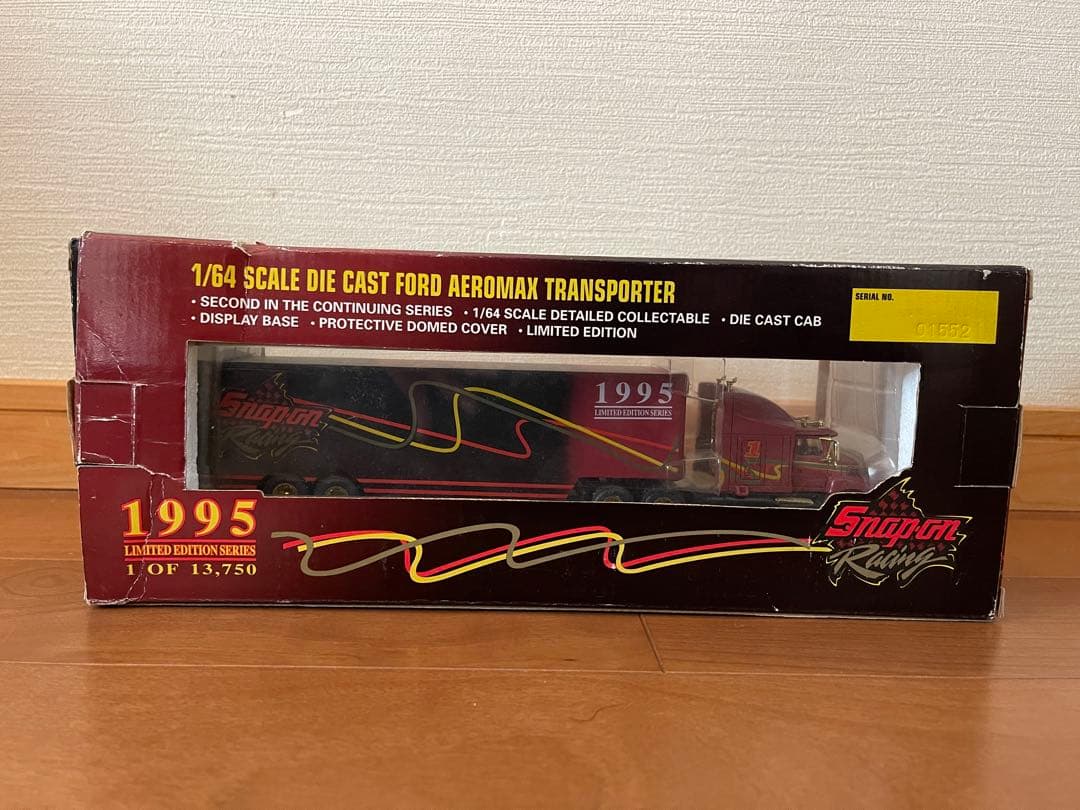 1/64 SCALE DIE CAST FORD AEROMAX TRANSPORTER
• SECOND IN THE CONTINUING SERIES • 1/64 SCALE DETAILED COLLECTABLE • DIE CAST CAB
• DISPLAY BASE • PROTECTIVE DOMED COVER • LIMITED EDITION
SERIAL NO.
01552
Snap-on
Racing
1995
LIMITED EDITION SERIES
1
1995
LIMITED EDITION SERIES
1 OF 13,750
Snap-on
Racing